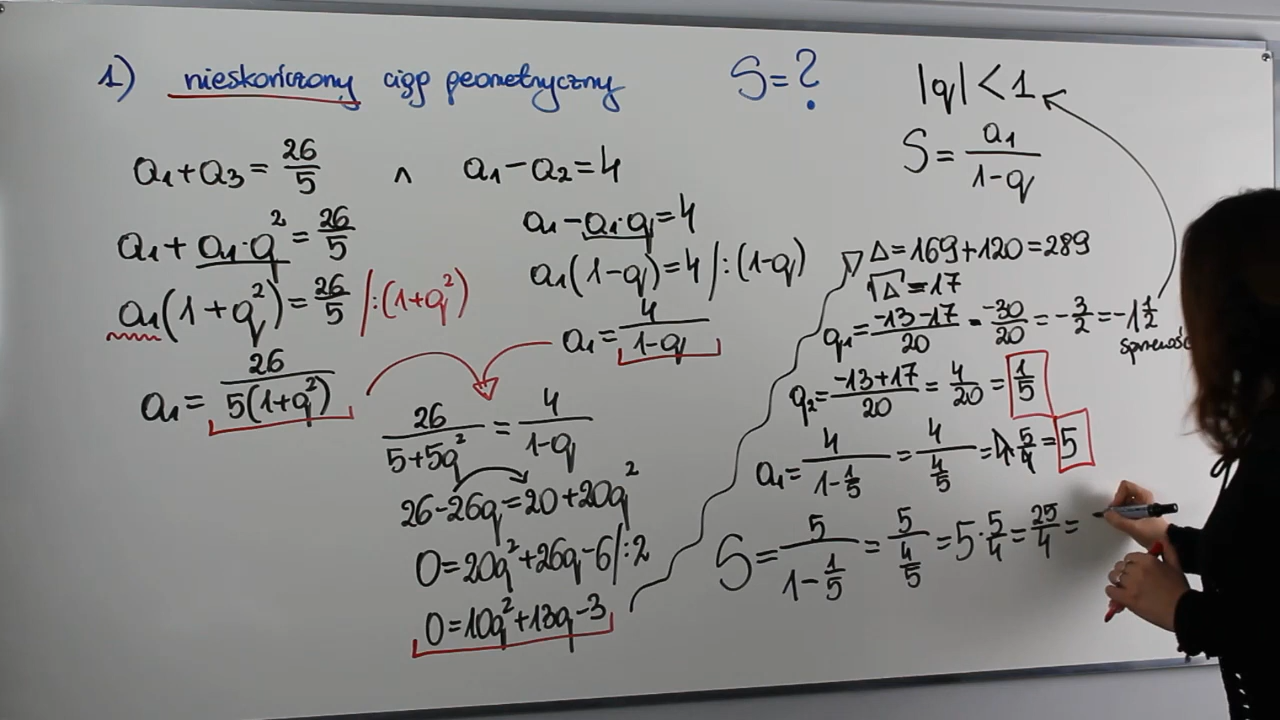 1) nieskończony ciąg geometryczny S=?
a₁+a₃=26/5 ∧ a₁−a₂=4
a₁+a₁·q²=26/5
a₁(1+q²)=26/5 |:(1+q²)
a₁=26/5(1+q²)
a₁−a₁·q=4
a₁(1−q)=4 |:(1−q)
a₁=4/1−q
26/5+5q²=4/1−q
26−26q=20+20q²
0=20q²+26q−6 |:2
0=10q²+13q−3
|q|<1
S=a₁/1−q
Δ=169+120=289
√Δ=17
q₁=−13−17/20=−30/20=−3/2=−1 1/2
q₂=−13+17/20=4/20=1/5
a₁=4/1−1/5=4/4/5=4·5/4=5
S=5/1−1/5=5/4/5=5·5/4=25/4=